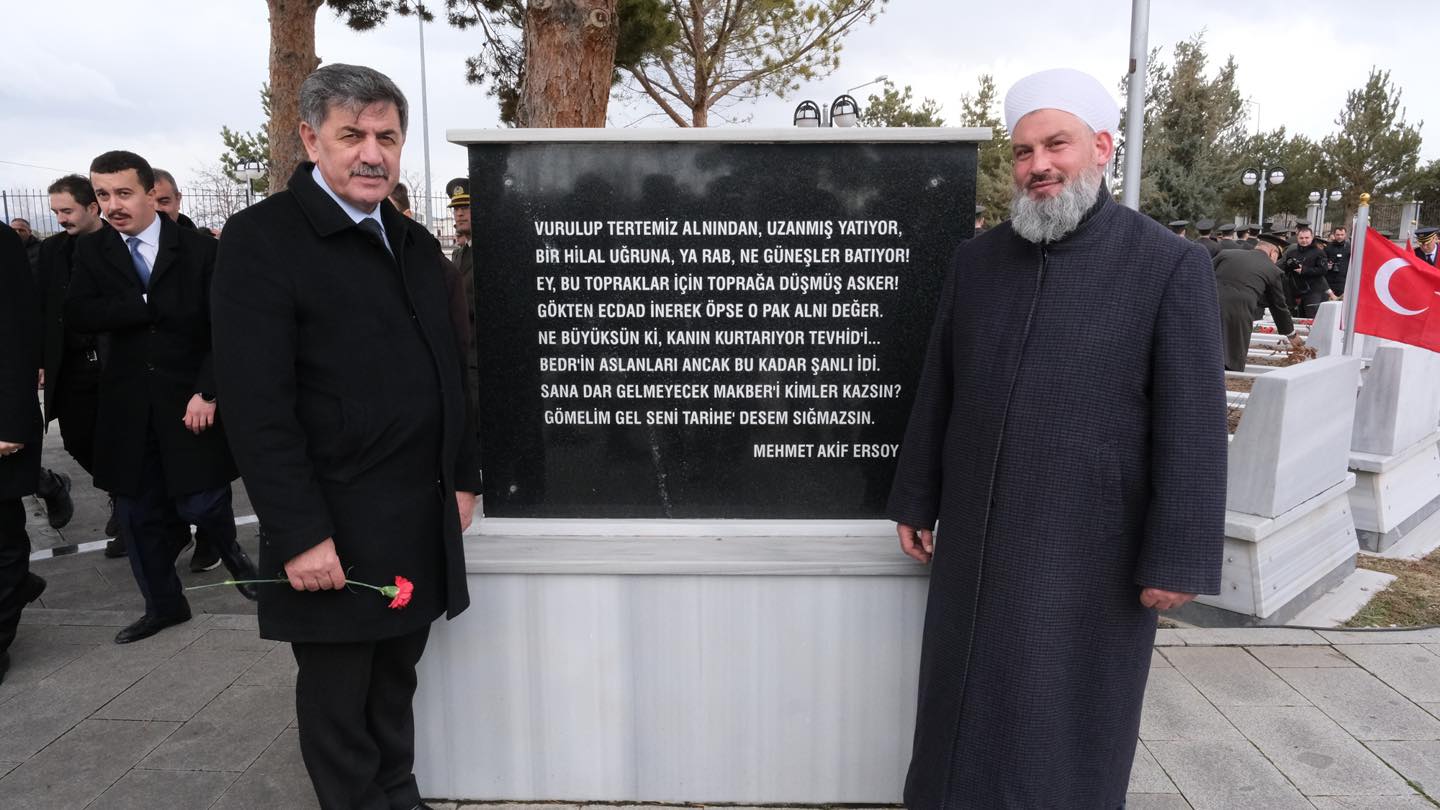 VURULUP TERTEMİZ ALNINDAN, UZANMIŞ YATIYOR,
BİR HİLAL UĞRUNA, YA RAB, NE GÜNEŞLER BATIYOR!
EY, BU TOPRAKLAR İÇİN TOPRAĞA DÜŞMÜŞ ASKER!
GÖKTEN ECDAD İNEREK ÖPSE O PAK ALNI DEĞER.
NE BÜYÜKSÜN Kİ, KANIN KURTARIYOR TEVHİD'İ...
BEDR'İN ASLANLARI ANCAK BU KADAR ŞANLI İDİ.
SANA DAR GELMEYECEK MAKBER'İ KİMLER KAZSIN?
GÖMELİM GEL SENİ TARİHE' DESEM SIĞMAZSIN.
MEHMET AKİF ERSOY